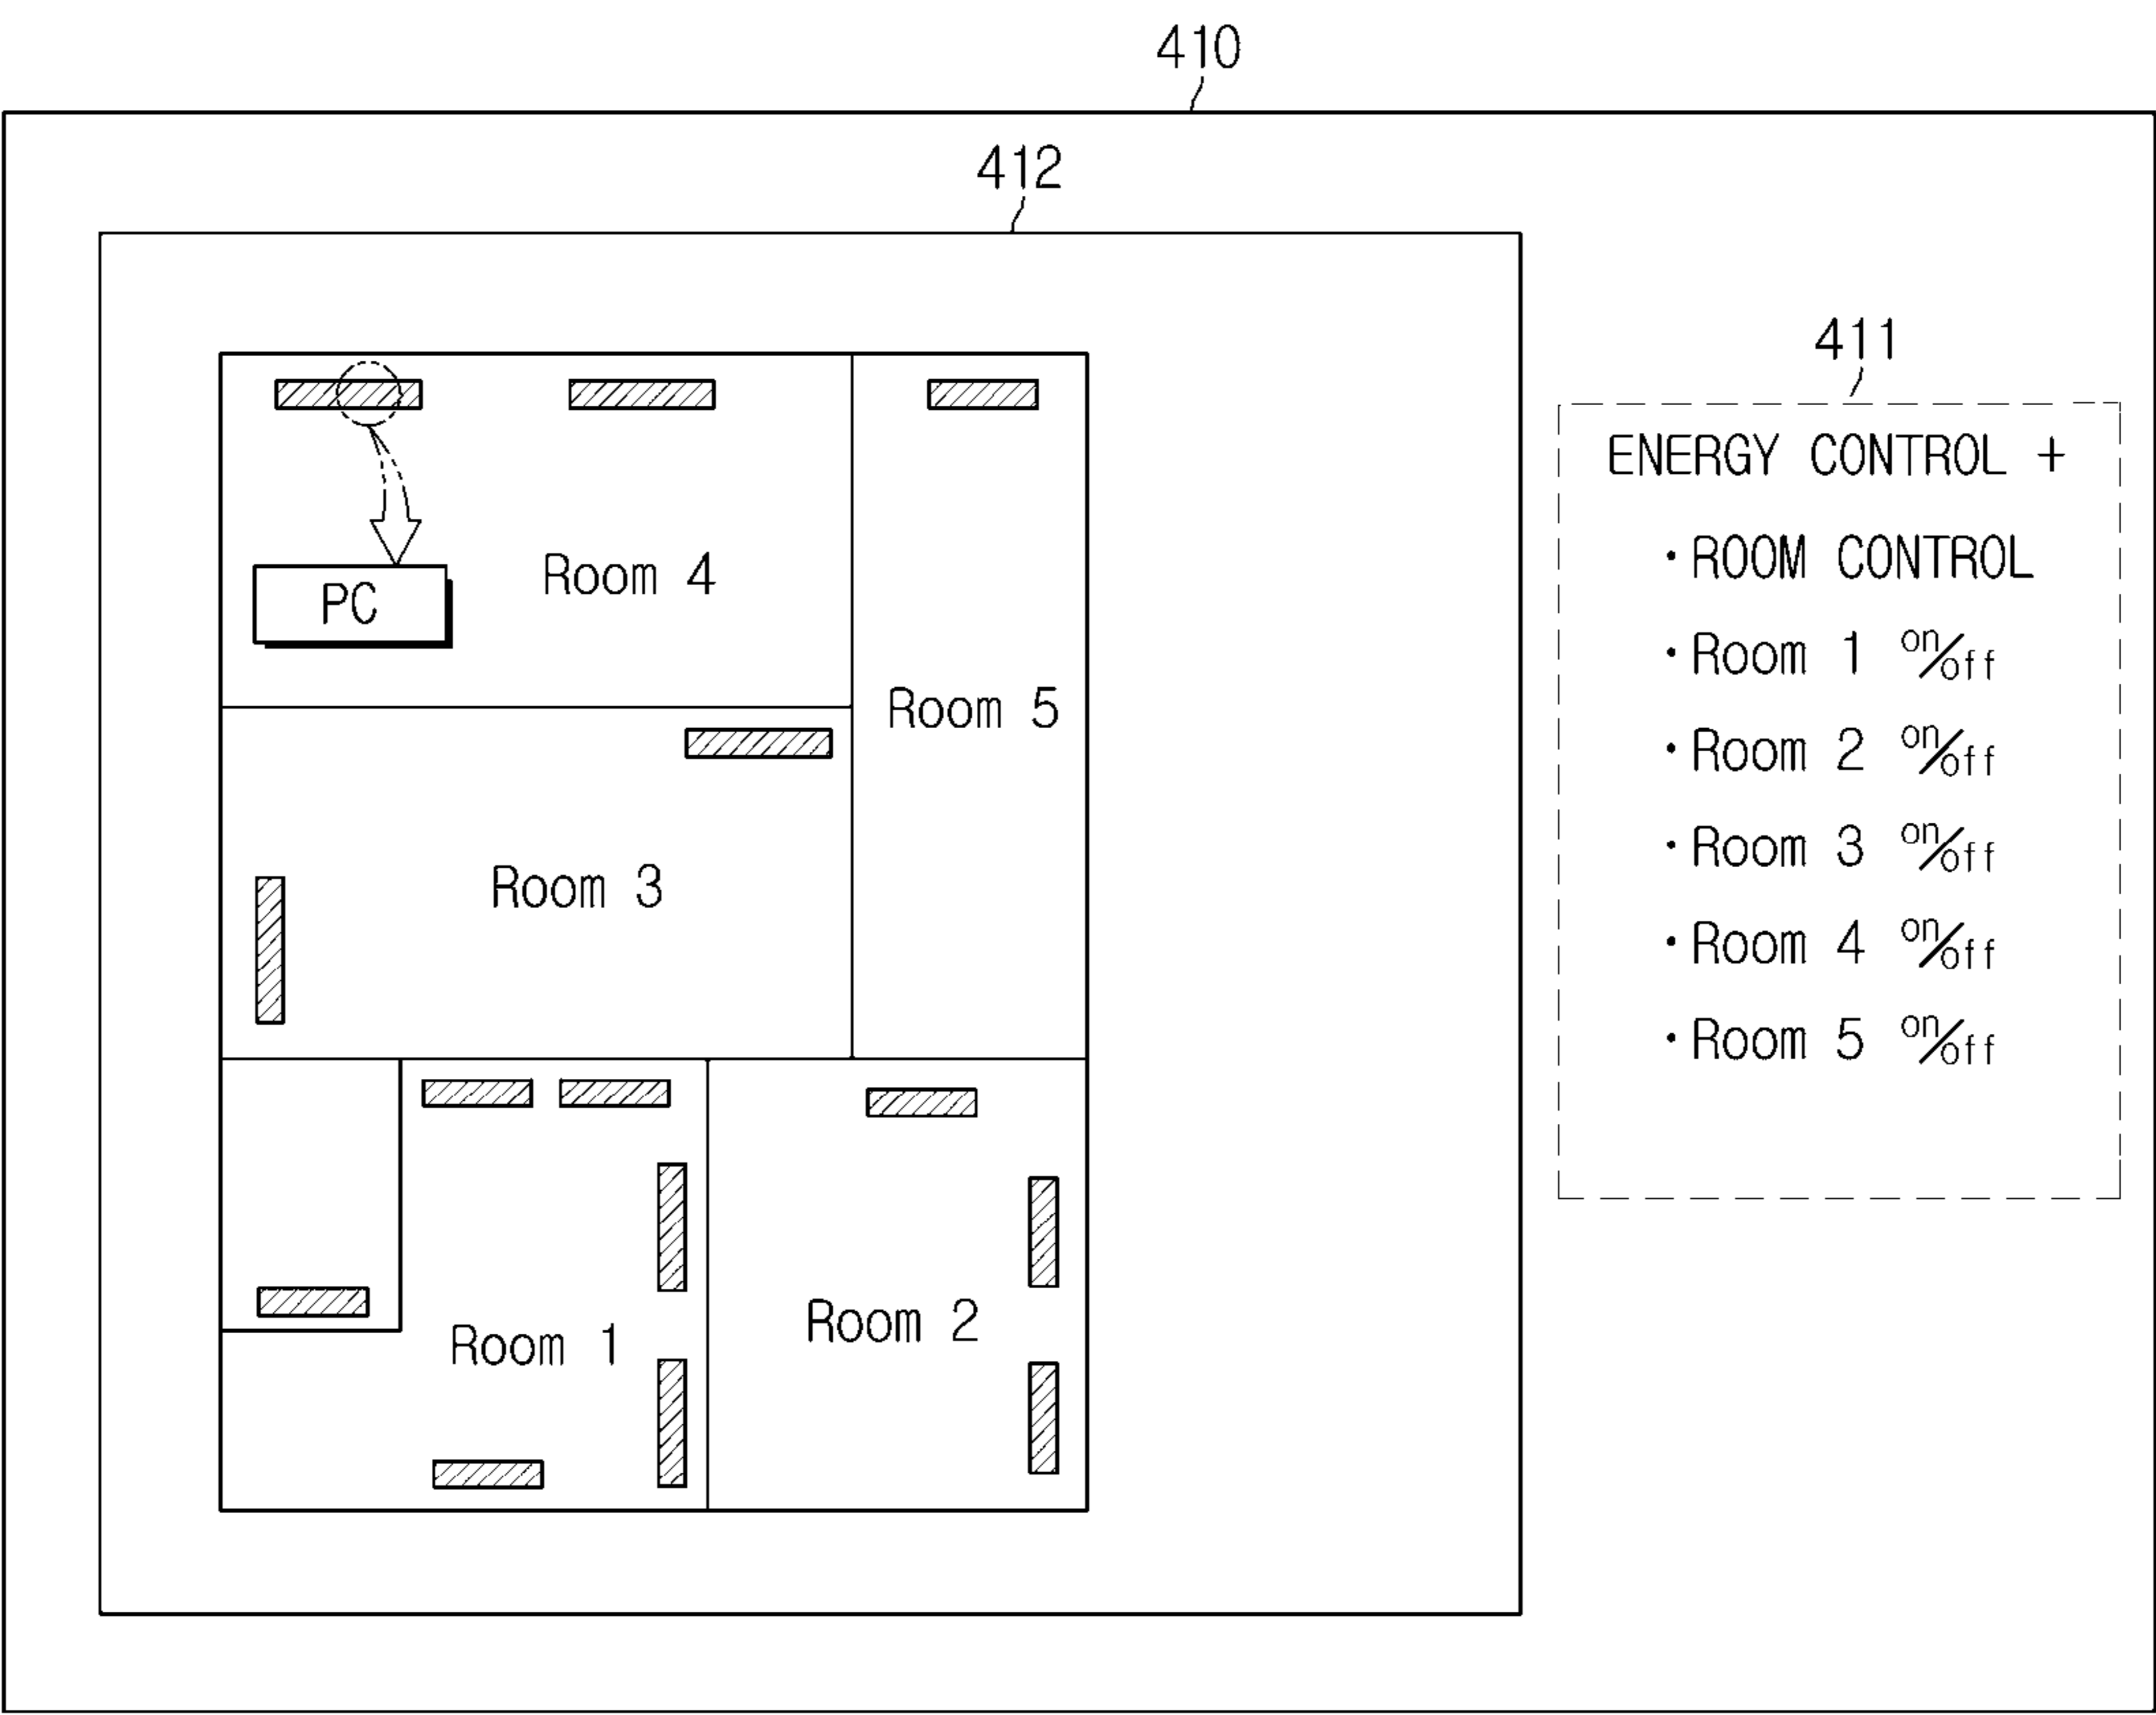 410
412
411
ENERGY CONTROL +
・ROOM CONTROL
・Room 1 on/off
・Room 2 on/off
・Room 3 on/off
・Room 4 on/off
・Room 5 on/off
PC
Room 4
Room 5
Room 3
Room 1
Room 2